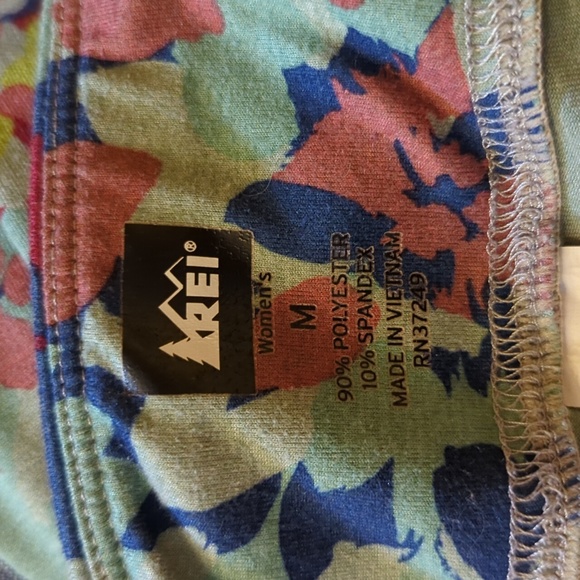 REI®
Women's
M
90% POLYESTER
10% SPANDEX
MADE IN VIETNAM
RN37249